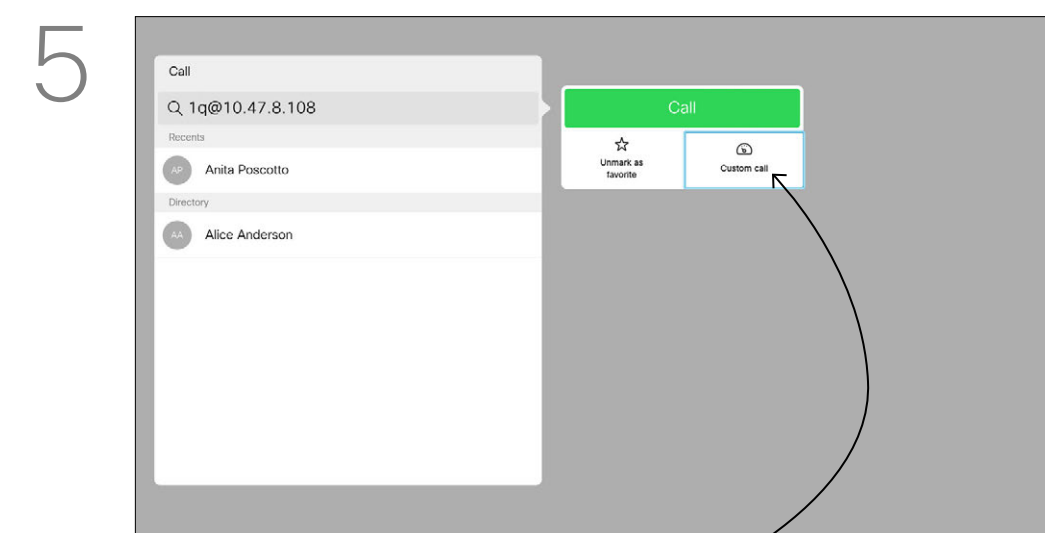 5
Call
1q@10.47.8.108
Recents
AP Anita Poscotto
Directory
AA Alice Anderson
Call
Unmark as
favorite
Custom call